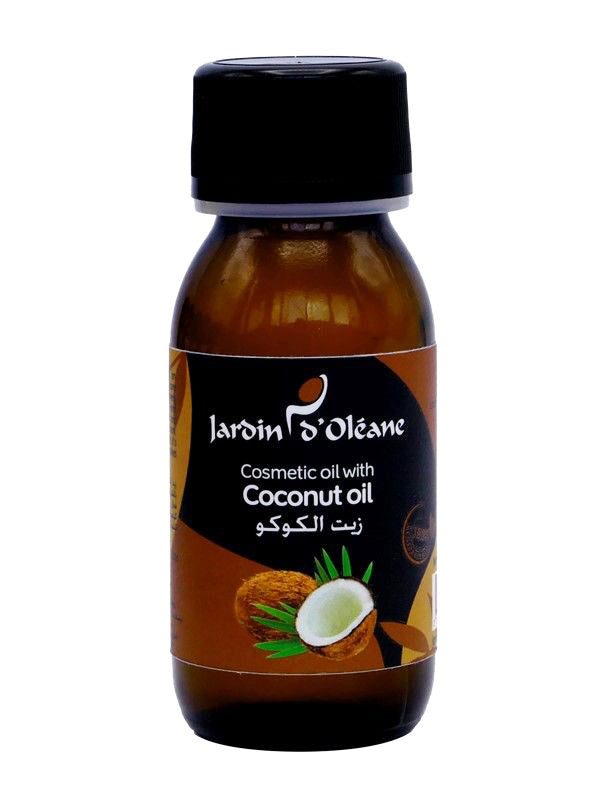 Jardin d'Oléane
Cosmetic oil with
Coconut oil
زيت الكوكو